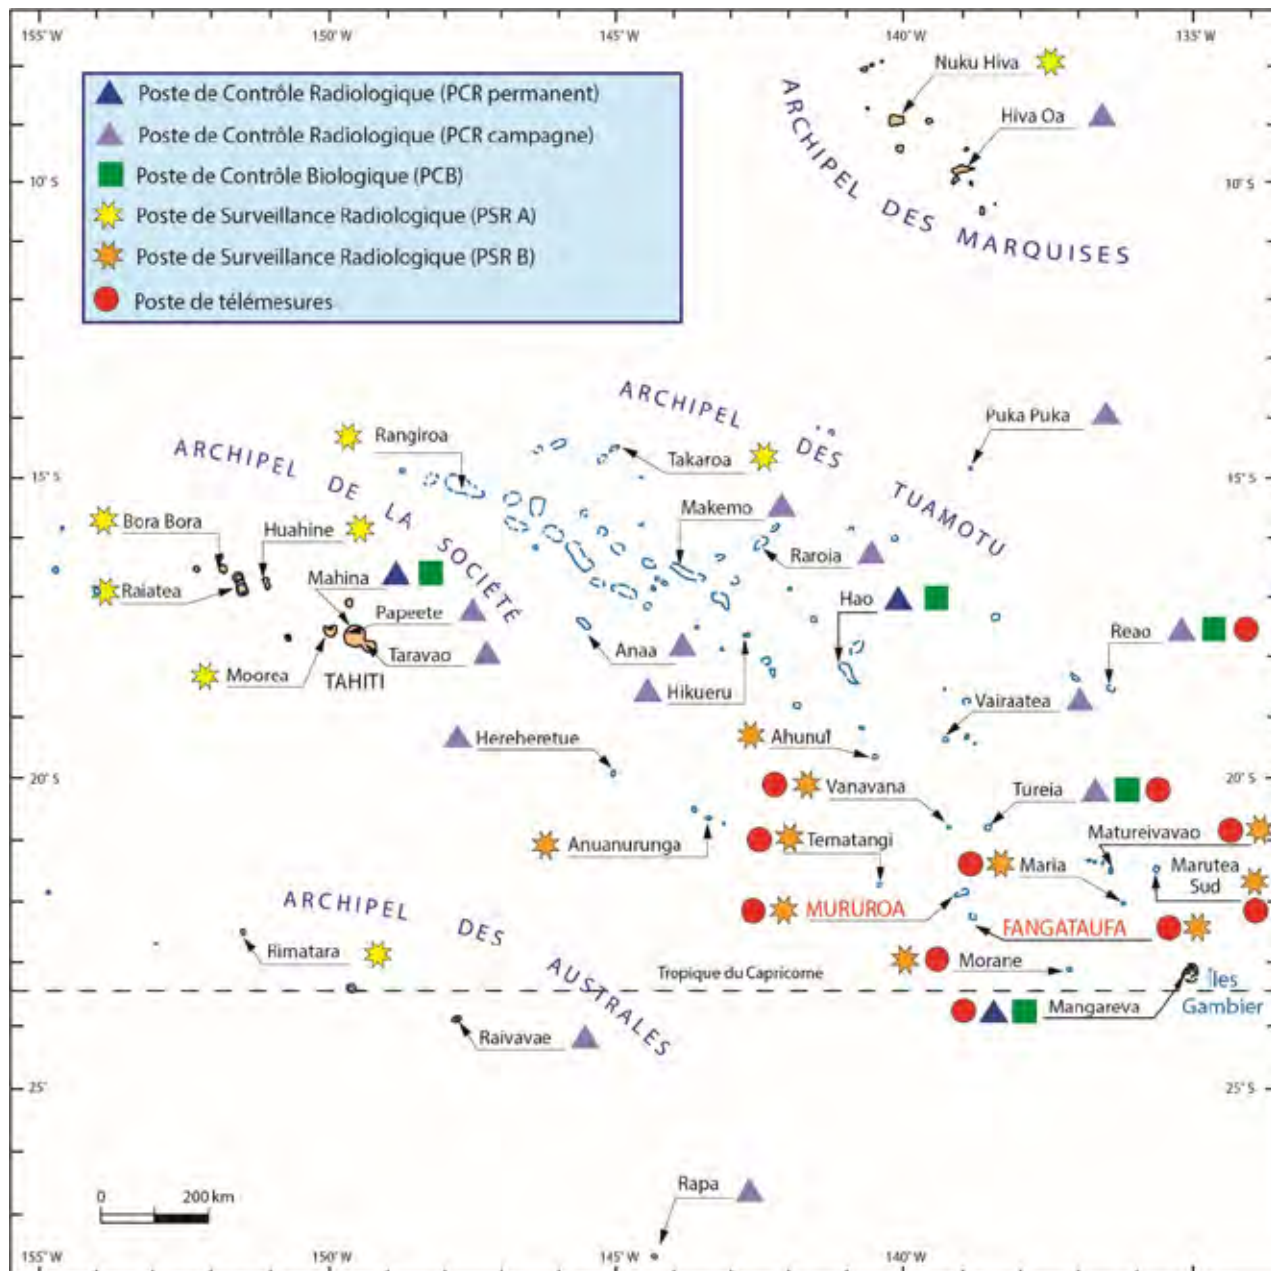 155° W
150° W
145° W
140° W
135° W
Poste de Contrôle Radiologique (PCR permanent)
Poste de Contrôle Radiologique (PCR campagne)
Poste de Contrôle Biologique (PCB)
Poste de Surveillance Radiologique (PSR A)
Poste de Surveillance Radiologique (PSR B)
Poste de télémesures
Nuku Hiva
Hiva Oa
ARCHIPEL DES MARQUISES
10° S
10° S
ARCHIPEL DES TUAMOTU
Puka Puka
ARCHIPEL DE LA SOCIÉTÉ
Rangiroa
Takaroa
15° S
15° S
Makemo
Bora Bora
Huahine
Raroia
Mahina
Raiatea
Hao
Papeete
Reao
Anaa
Taravao
Moorea
TAHITI
Hikueru
Vairaatea
Hereheretue
Ahunui
20° S
20° S
Vanavana
Tureia
Anuanurunga
Tematangi
Matureivavao
Maria
Marutea
Sud
ARCHIPEL DES AUSTRALES
MURUROA
FANGATAUFA
Rimatara
Tropique du Capricorne
Morane
Îles
Gambier
Mangareva
Raivavae
25°
25° S
Rapa
0 200 km
155° W
150° W
145° W
140° W
135° W